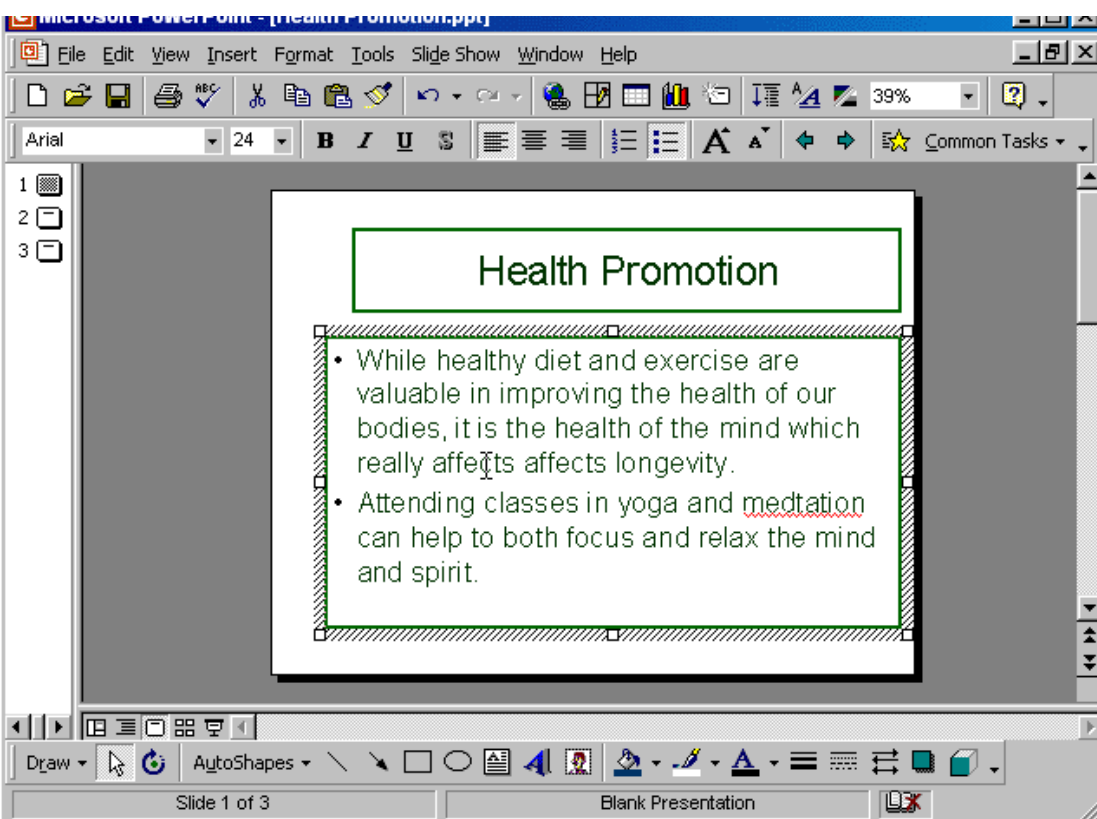 Microsoft PowerPoint - [Health Promotion.ppt]
File Edit View Insert Format Tools Slide Show Window Help
ABC 39%
Arial 24 B I U S A A Common Tasks
1
2
3
Health Promotion
• While healthy diet and exercise are
valuable in improving the health of our
bodies, it is the health of the mind which
really affects affects longevity.
• Attending classes in yoga and medtation
can help to both focus and relax the mind
and spirit.
Draw AutoShapes
Slide 1 of 3 Blank Presentation